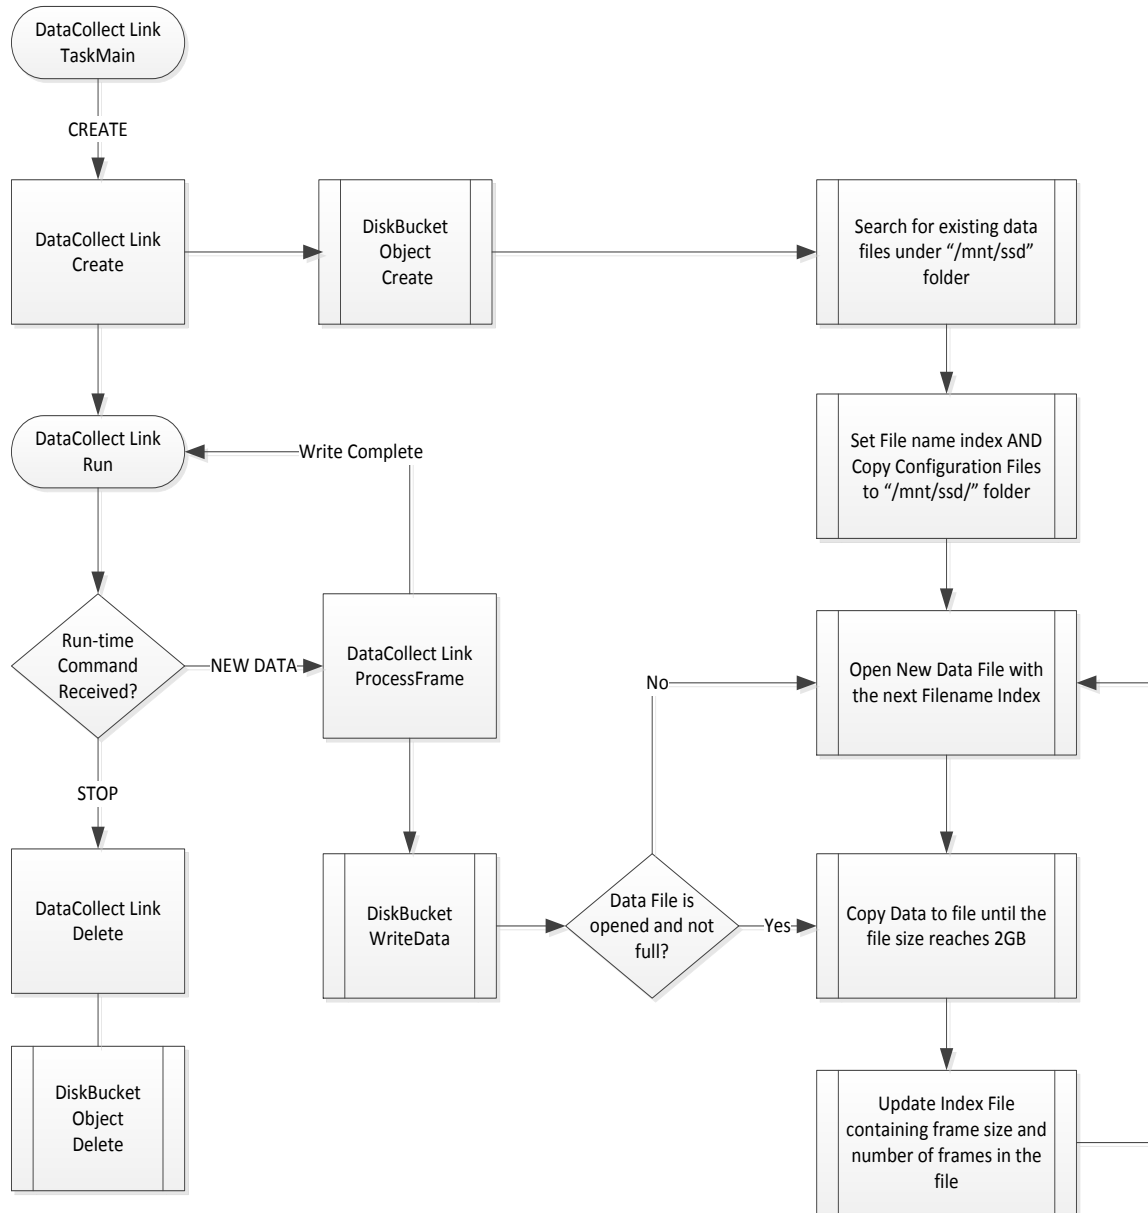 DataCollect Link
TaskMain
CREATE
DataCollect Link
Create
DiskBucket
Object
Create
Search for existing data
files under “/mnt/ssd”
folder
Set File name index AND
Copy Configuration Files
to “/mnt/ssd/” folder
DataCollect Link
Run
Write Complete
Run-time
Command
Received?
NEW DATA
DataCollect Link
ProcessFrame
No
Open New Data File with
the next Filename Index
STOP
DataCollect Link
Delete
DiskBucket
WriteData
Data File is
opened and not
full?
Yes
Copy Data to file until the
file size reaches 2GB
DiskBucket
Object
Delete
Update Index File
containing frame size and
number of frames in the
file